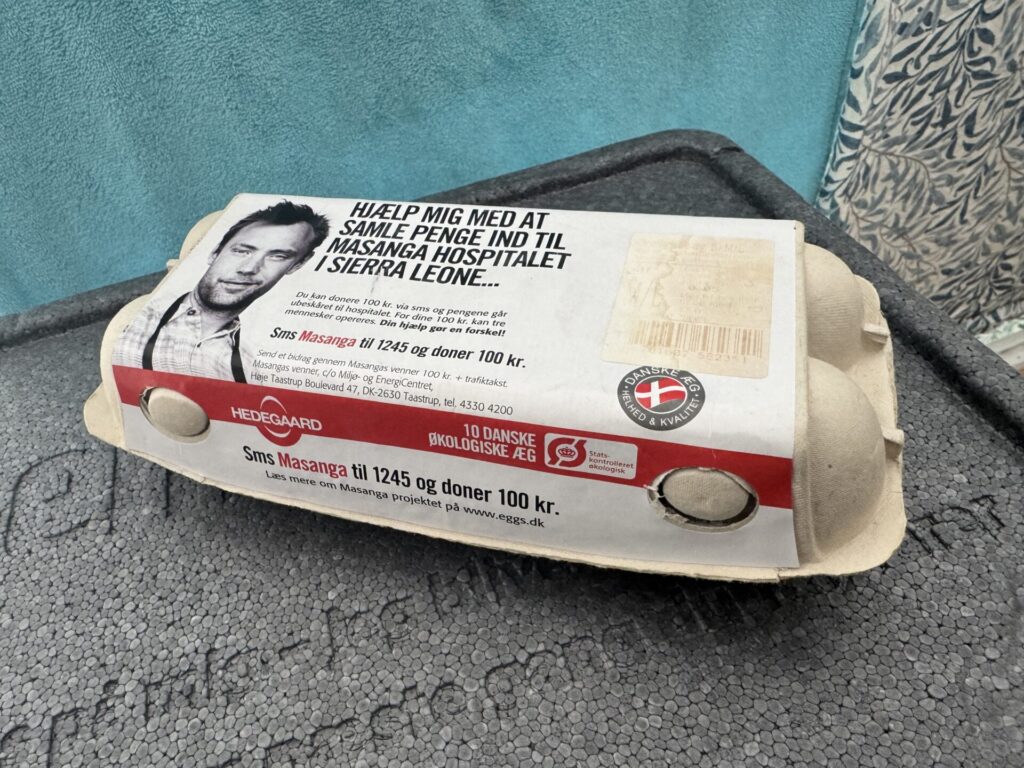 HJÆLP MIG MED AT
SAMLE PENGE IND TIL
MASANGA HOSPITALET
I SIERRA LEONE...
Du kan donere 100 kr. via sms og pengene går
ubeskåret til hospitalet. For dine 100 kr. kan tre
mennesker opereres. Din hjælp gør en forskel!
Sms Masanga til 1245 og doner 100 kr.
Send et bidrag gennem Masangas venner 100 kr. + trafiktakst.
Masangas venner, c/o Miljø- og EnergiCentret,
Høje Taastrup Boulevard 47, DK-2630 Taastrup, tel. 4330 4200
DANSKE ÆG
HELHED & KVALITET
HEDEGAARD
10 DANSKE
ØKOLOGISKE ÆG
Stats-
kontrolleret
økologisk
Sms Masanga til 1245 og doner 100 kr.
Læs mere om Masanga projektet på www.eggs.dk